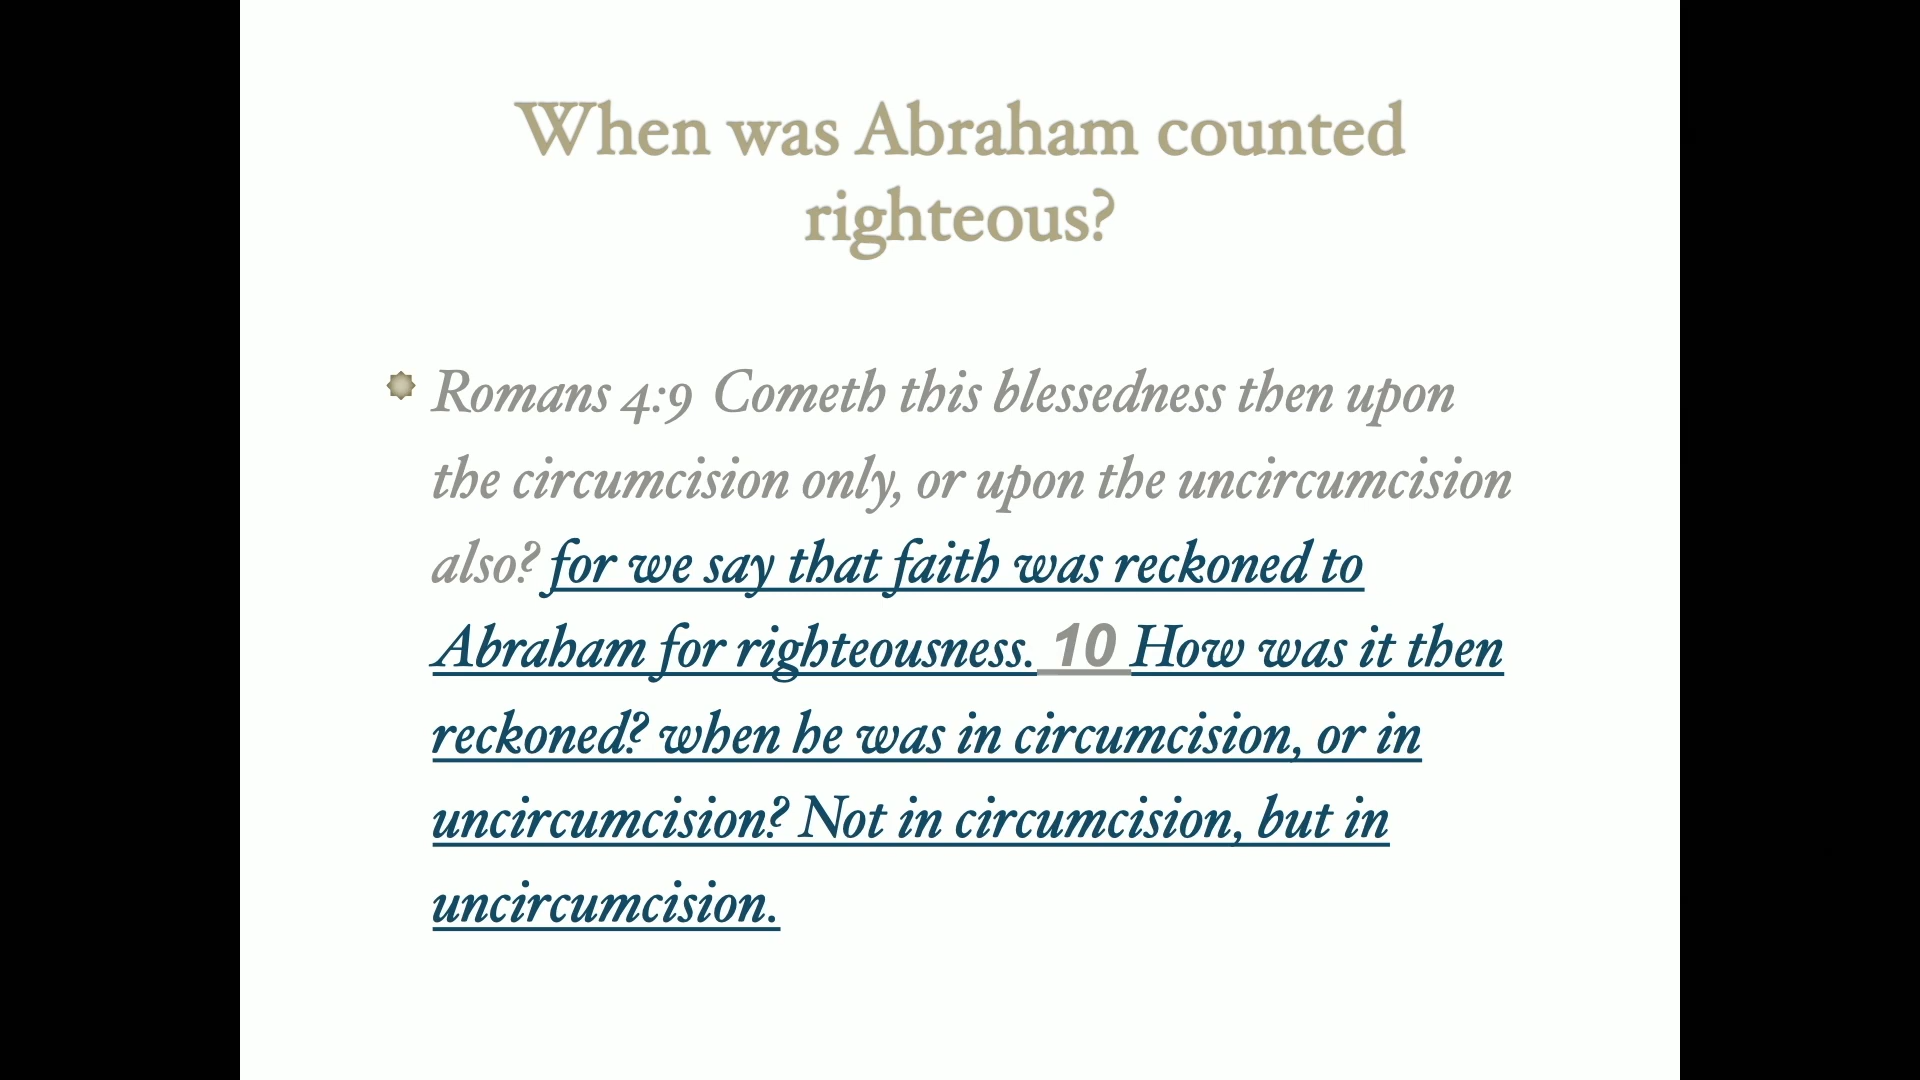 When was Abraham counted
righteous?
Romans 4:9 Cometh this blessedness then upon
the circumcision only, or upon the uncircumcision
also? for we say that faith was reckoned to
Abraham for righteousness. 10 How was it then
reckoned? when he was in circumcision, or in
uncircumcision? Not in circumcision, but in
uncircumcision.